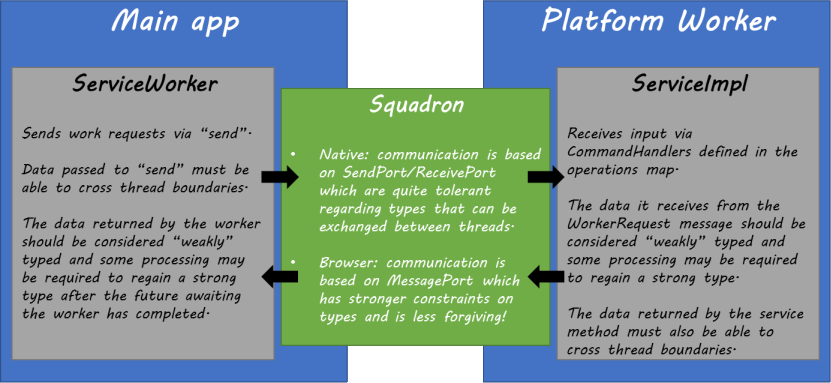 Main app
ServiceWorker
Sends work requests via “send”.
Data passed to “send” must be
able to cross thread boundaries.
The data returned by the worker
should be considered “weakly”
typed and some processing may
be required to regain a strong
type after the future awaiting
the worker has completed.
Squadron
• Native: communication is based
on SendPort/ReceivePort
which are quite tolerant
regarding types that can be
exchanged between threads.
• Browser: communication is
based on MessagePort which
has stronger constraints on
types and is less forgiving!
Platform Worker
ServiceImpl
Receives input via
CommandHandlers defined in the
operations map.
The data it receives from the
WorkerRequest message should be
considered “weakly” typed and
some processing may be required
to regain a strong type.
The data returned by the service
method must also be able to
cross thread boundaries.